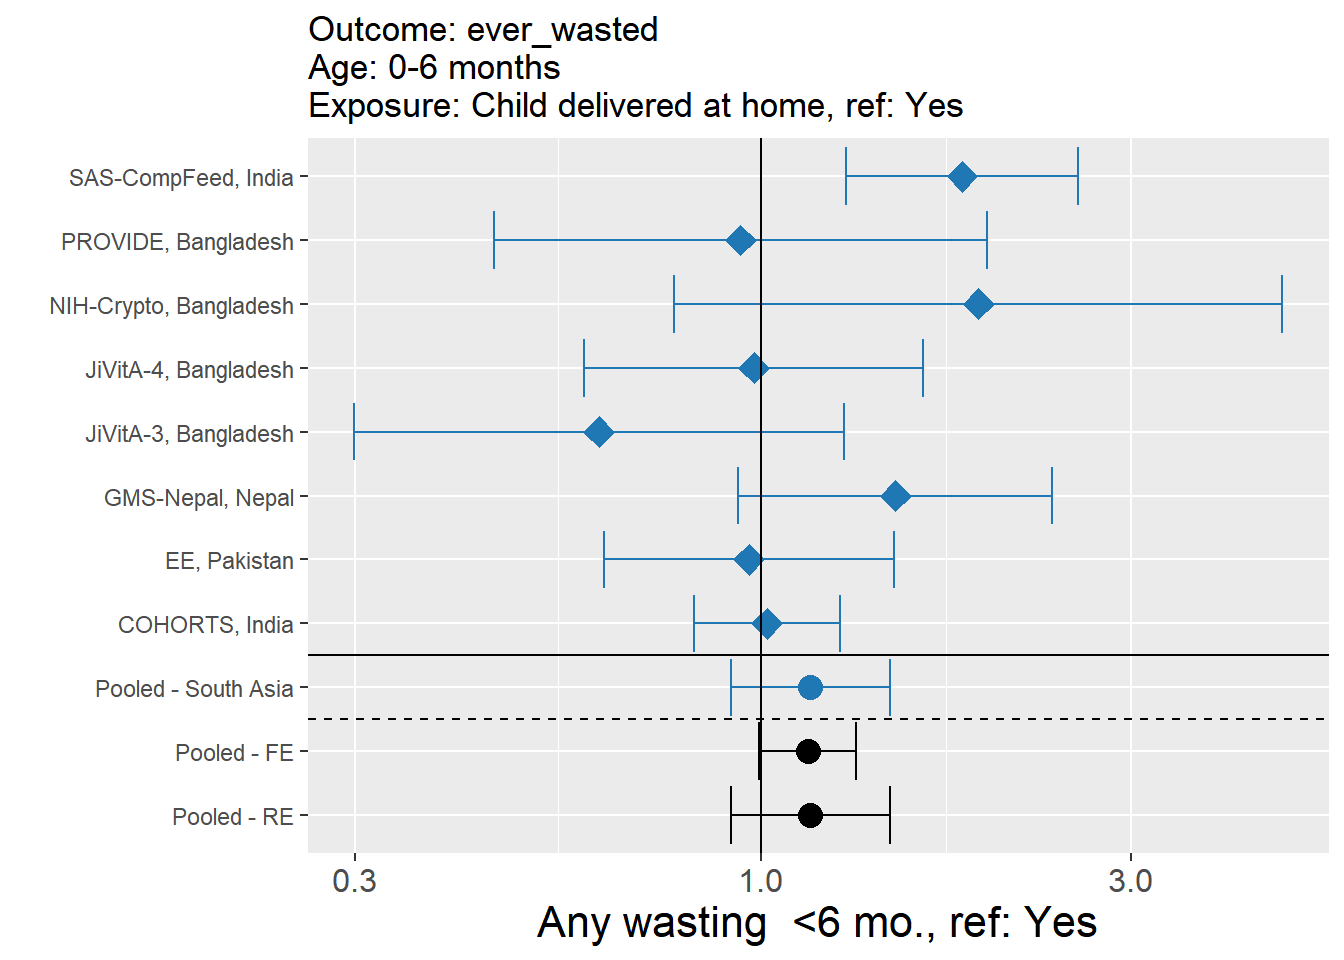 Outcome: ever_wasted
Age: 0-6 months
Exposure: Child delivered at home, ref: Yes
SAS-CompFeed, India
PROVIDE, Bangladesh
NIH-Crypto, Bangladesh
JiVitA-4, Bangladesh
JiVitA-3, Bangladesh
GMS-Nepal, Nepal
EE, Pakistan
COHORTS, India
Pooled - South Asia
Pooled - FE
Pooled - RE
0.3 1.0 3.0
Any wasting  <6 mo., ref: Yes